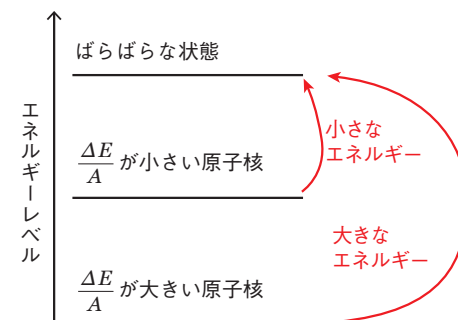 ばらばらな状態
エネルギーレベル
小さな
エネルギー
ΔE/A が小さい原子核
大きな
エネルギー
ΔE/A が大きい原子核